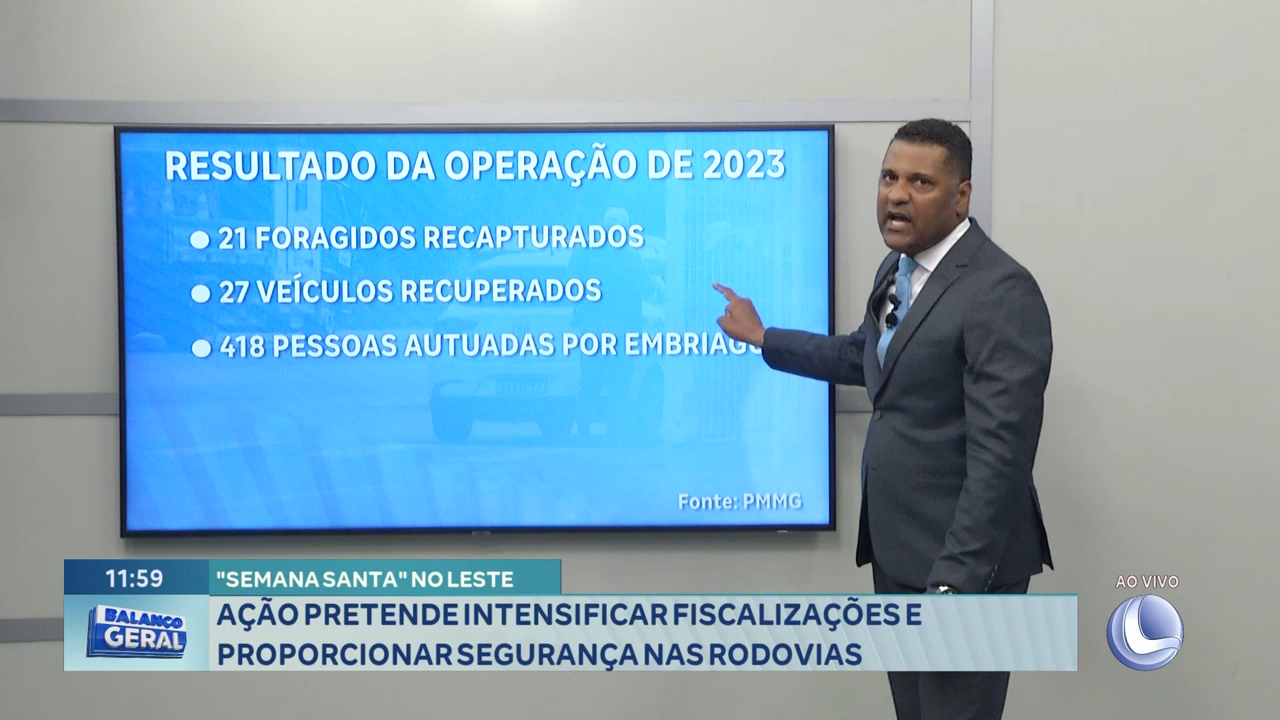 RESULTADO DA OPERAÇÃO DE 2023
21 FORAGIDOS RECAPTURADOS
27 VEÍCULOS RECUPERADOS
418 PESSOAS AUTUADAS POR
Fonte: PMMG
11:59
"SEMANA SANTA" NO LESTE
BALANÇO
GERAL
AÇÃO PRETENDE INTENSIFICAR FISCALIZAÇÕES E
PROPORCIONAR SEGURANÇA NAS RODOVIAS
AO VIVO